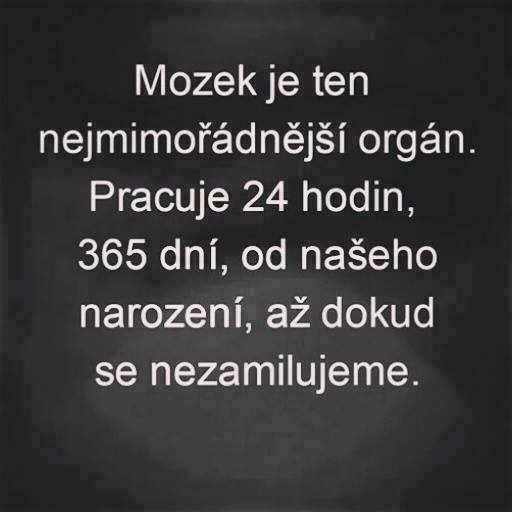 Mozek je ten
nejmimořádnější orgán.
Pracuje 24 hodin,
365 dní, od našeho
narození, až dokud
se nezamilujeme.